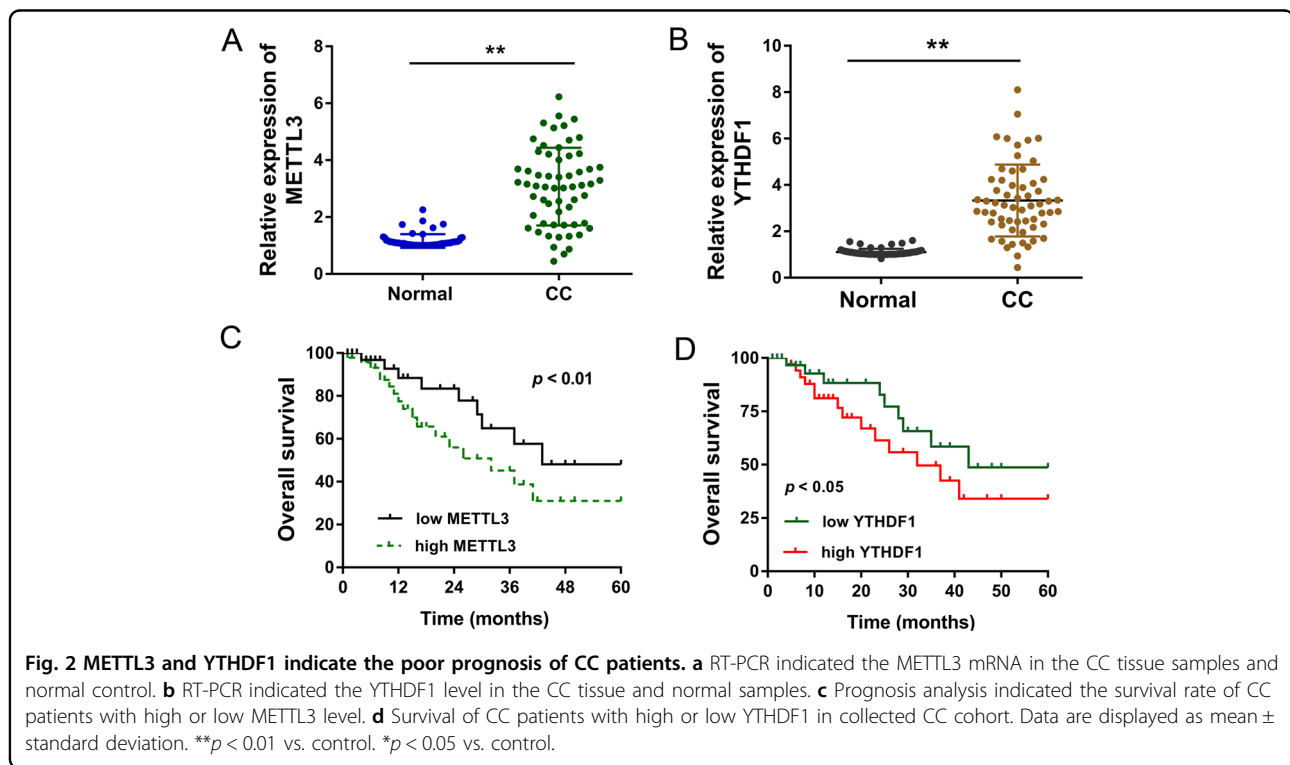 A
Relative expression of
METTL3
**
8
6
4
2
0
Normal
CC
B
Relative expression of
YTHDF1
**
10
8
6
4
2
0
Normal
CC
C
Overall survival
100
80
60
40
20
0
p < 0.01
low METTL3
high METTL3
0
12
24
36
48
60
Time (months)
D
Overall survival
100
75
50
25
0
p < 0.05
low YTHDF1
high YTHDF1
0
10
20
30
40
50
60
Time (months)
Fig. 2 METTL3 and YTHDF1 indicate the poor prognosis of CC patients. a RT-PCR indicated the METTL3 mRNA in the CC tissue samples and
normal control. b RT-PCR indicated the YTHDF1 level in the CC tissue and normal samples. c Prognosis analysis indicated the survival rate of CC
patients with high or low METTL3 level. d Survival of CC patients with high or low YTHDF1 in collected CC cohort. Data are displayed as mean ±
standard deviation. **p < 0.01 vs. control. *p < 0.05 vs. control.